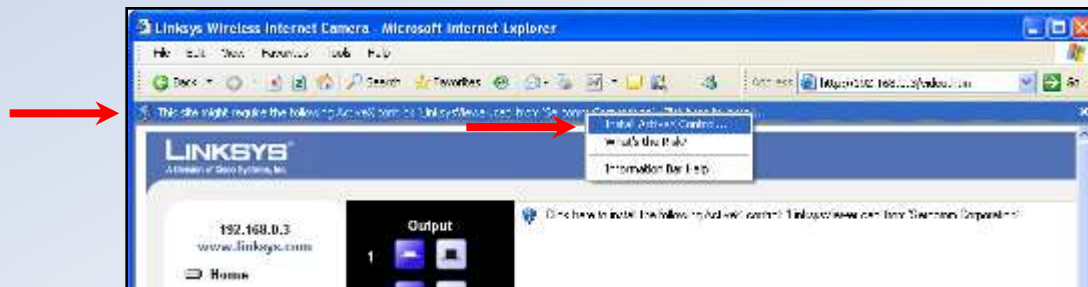 Linksys Wireless Internet Camera - Microsoft Internet Explorer
File Edit View Favorites Tools Help
Back Search Favorites Address Go
This site might require the following ActiveX control: 'LinksysViewer.cab' from 'Sercomm Corporation'. Click here to
Install ActiveX Control...
What's the Risk?
Information Bar Help
LINKSYS
A Division of Cisco Systems, Inc.
Click here to install the following ActiveX control: 'LinksysViewer.cab' from 'Sercomm Corporation'
192.168.0.3
www.linksys.com
Home
Output
1